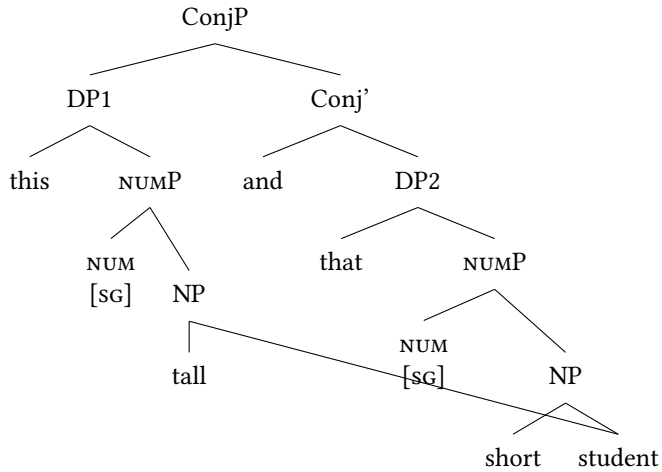 ConjP
DP1 Conj’
this NUMP and DP2
NUM
[SG] NP that NUMP
tall NUM
[SG] NP
short student